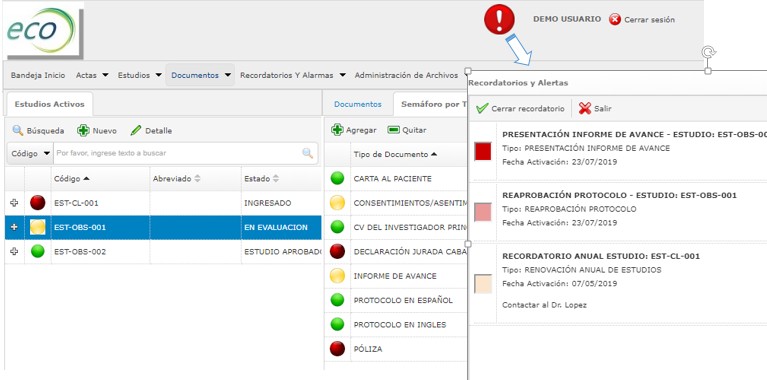 eco
DEMO USUARIO Cerrar sesión
Bandeja Inicio Actas Estudios Documentos Recordatorios Y Alarmas Administración de Archivos
Estudios Activos
Búsqueda Nuevo Detalle
Código Por favor, ingrese texto a buscar
Código Abreviado Estado
EST-CL-001 INGRESADO
EST-OBS-001 EN EVALUACION
EST-OBS-002 ESTUDIO APROBADO
Documentos Semáforo por T
Agregar Quitar
Tipo de Documento
CARTA AL PACIENTE
CONSENTIMIENTOS/ASENTIM
CV DEL INVESTIGADOR PRINC
DECLARACIÓN JURADA CABA
INFORME DE AVANCE
PROTOCOLO EN ESPAÑOL
PROTOCOLO EN INGLES
PÓLIZA
Recordatorios y Alertas
Cerrar recordatorio Salir
PRESENTACIÓN INFORME DE AVANCE - ESTUDIO: EST-OBS-00
Tipo: PRESENTACIÓN INFORME DE AVANCE
Fecha Activación: 23/07/2019
REAPROBACIÓN PROTOCOLO - ESTUDIO: EST-OBS-001
Tipo: REAPROBACIÓN PROTOCOLO
Fecha Activación: 23/07/2019
RECORDATORIO ANUAL ESTUDIO: EST-CL-001
Tipo: RENOVACIÓN ANUAL DE ESTUDIOS
Fecha Activación: 07/05/2019
Contactar al Dr. Lopez